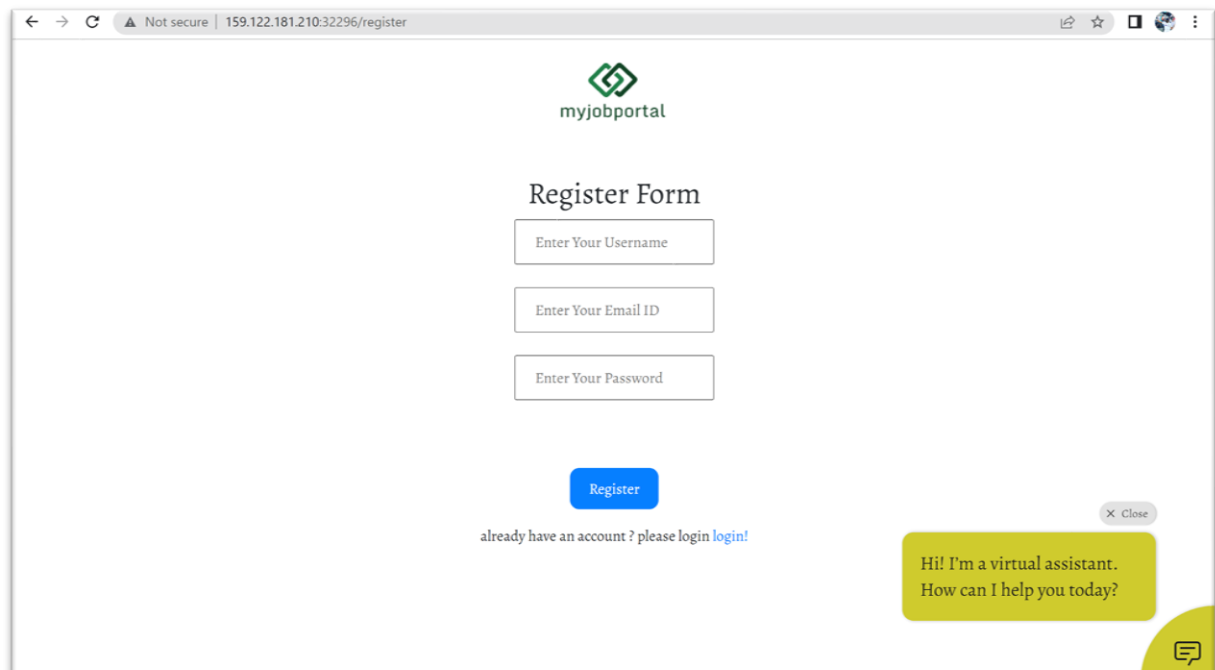 Not secure | 159.122.181.210:32296/register
myjobportal
Register Form
Enter Your Username
Enter Your Email ID
Enter Your Password
Register
already have an account ? please login login!
Close
Hi! I'm a virtual assistant.
How can I help you today?